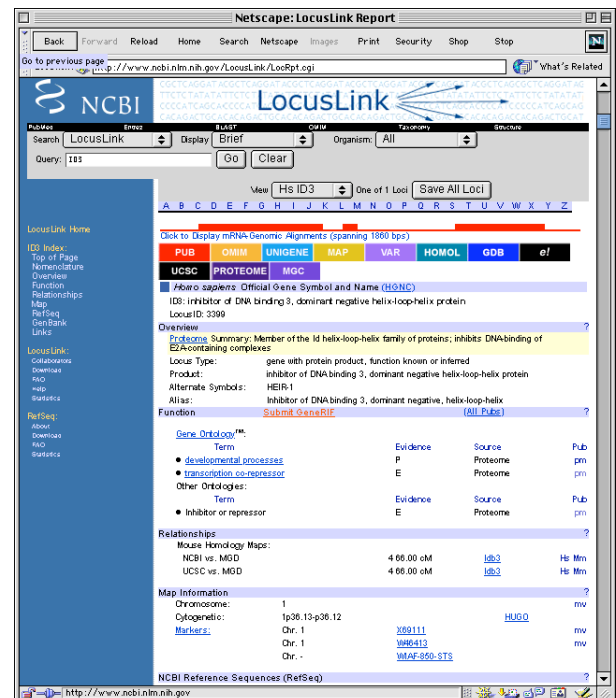 Netscape: LocusLink Report
Back Forward Reload Home Search Netscape Images Print Security Shop Stop
Go to previous page
http://www.ncbi.nlm.nih.gov/LocusLink/LocRpt.cgi What's Related
NCBI LocusLink
PubMed Entrez BLAST OMIM Taxonomy Structure
Search LocusLink Display Brief Organism: All
Query: ID3 Go Clear
View Hs ID3 One of 1 Loci Save All Loci
A B C D E F G H I J K L M N O P Q R S T U V W X Y Z
Click to Display mRNA-Genomic Alignments (spanning 1860 bps)
PUB OMIM UNIGENE MAP VAR HOMOL GDB e!
UCSC PROTEOME MGC
LocusLink Home
ID3 Index:
Top of Page
Nomenclature
Overview
Function
Relationships
Map
RefSeq
GenBank
Links
LocusLink:
Collaborators
Download
FAQ
Help
Statistics
RefSeq:
About
Download
FAQ
Statistics
Homo sapiens Official Gene Symbol and Name (HGNC)
ID3: inhibitor of DNA binding 3, dominant negative helix-loop-helix protein
LocusID: 3399
Overview ?
Proteome Summary: Member of the Id helix-loop-helix family of proteins; inhibits DNA-binding of
E2A-containing complexes
Locus Type: gene with protein product, function known or inferred
Product: inhibitor of DNA binding 3, dominant negative helix-loop-helix protein
Alternate Symbols: HEIR-1
Alias: Inhibitor of DNA binding 3, dominant negative, helix-loop-helix
Function Submit GeneRIF (All Pubs) ?
Gene Ontology™:
Term Evidence Source Pub
• developmental processes P Proteome pm
• transcription co-repressor E Proteome pm
Other Ontologies:
Term Evidence Source Pub
• Inhibitor or repressor E Proteome pm
Relationships ?
Mouse Homology Maps:
NCBI vs. MGD 4 66.00 cM Idb3 Hs Mm
UCSC vs. MGD 4 66.00 cM Idb3 Hs Mm
Map Information ?
Chromosome: 1 mv
Cytogenetic: 1p36.13-p36.12 HUGO
Markers: Chr. 1 X69111 mv
Chr. 1 W46413 mv
Chr. - WIAF-850-STS
NCBI Reference Sequences (RefSeq) ?
http://www.ncbi.nlm.nih.gov